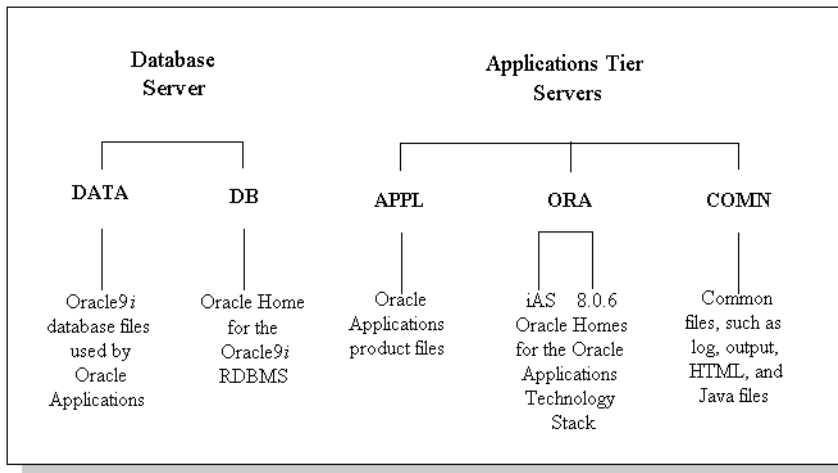 Database
Server
Applications Tier
Servers
DATA
DB
APPL
ORA
COMN
Oracle9i
database files
used by
Oracle
Applications
Oracle Home
for the
Oracle9i
RDBMS
Oracle
Applications
product files
iAS 8.0.6
Oracle Homes
for the Oracle
Applications
Technology
Stack
Common
files, such as
log, output,
HTML, and
Java files